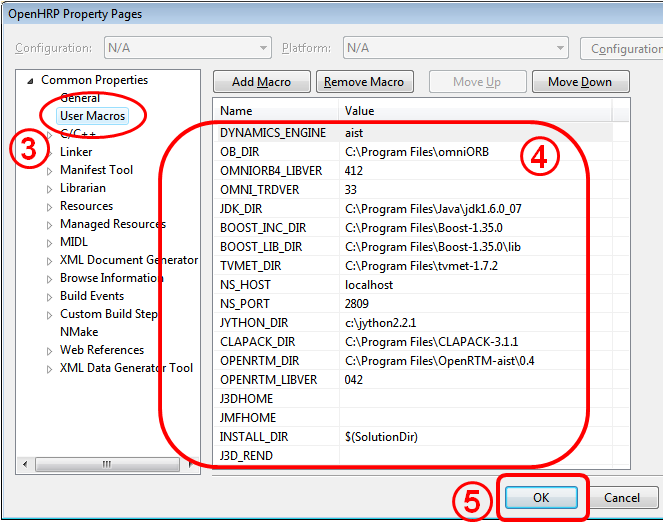 OpenHRP Property Pages
Configuration: N/A Platform: N/A Configuration
Common Properties
General
User Macros
C/C++
Linker
Manifest Tool
Librarian
Resources
Managed Resources
MIDL
XML Document Generator
Browse Information
Build Events
Custom Build Step
NMake
Web References
XML Data Generator Tool
3
Add Macro Remove Macro Move Up Move Down
Name Value
DYNAMICS_ENGINE aist
OB_DIR C:\Program Files\omniORB
OMNIORB4_LIBVER 412
OMNI_TRDVER 33
JDK_DIR C:\Program Files\Java\jdk1.6.0_07
BOOST_INC_DIR C:\Program Files\Boost-1.35.0
BOOST_LIB_DIR C:\Program Files\Boost-1.35.0\lib
TVMET_DIR C:\Program Files\tvmet-1.7.2
NS_HOST localhost
NS_PORT 2809
JYTHON_DIR c:\jython2.2.1
CLAPACK_DIR C:\Program Files\CLAPACK-3.1.1
OPENRTM_DIR C:\Program Files\OpenRTM-aist\0.4
OPENRTM_LIBVER 042
J3DHOME
JMFHOME
INSTALL_DIR $(SolutionDir)
J3D_REND
4
5
OK Cancel